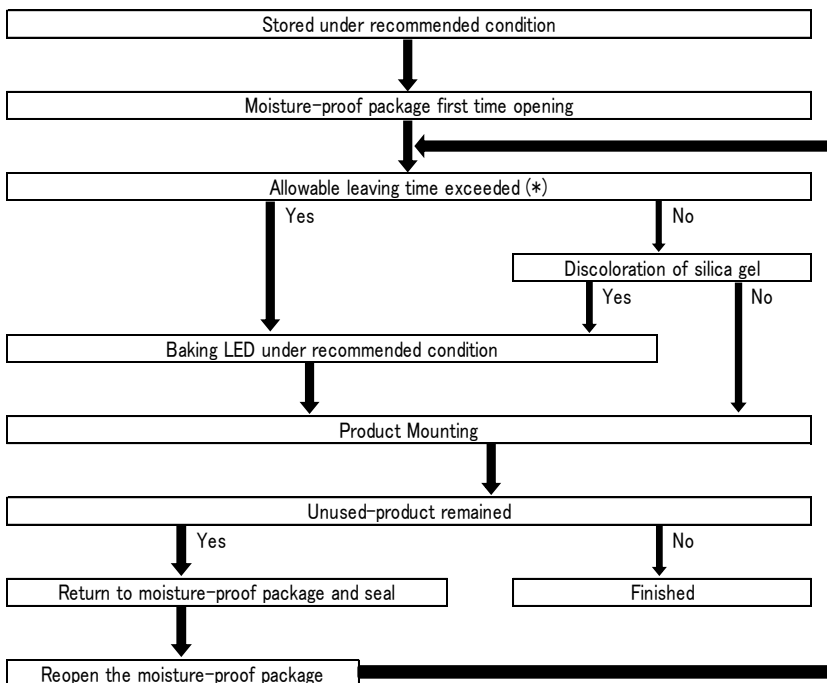 Stored under recommended condition
Moisture-proof package first time opening
Allowable leaving time exceeded (*)
Yes
No
Discoloration of silica gel
Yes
No
Baking LED under recommended condition
Product Mounting
Unused-product remained
Yes
No
Return to moisture-proof package and seal
Finished
Reopen the moisture-proof package